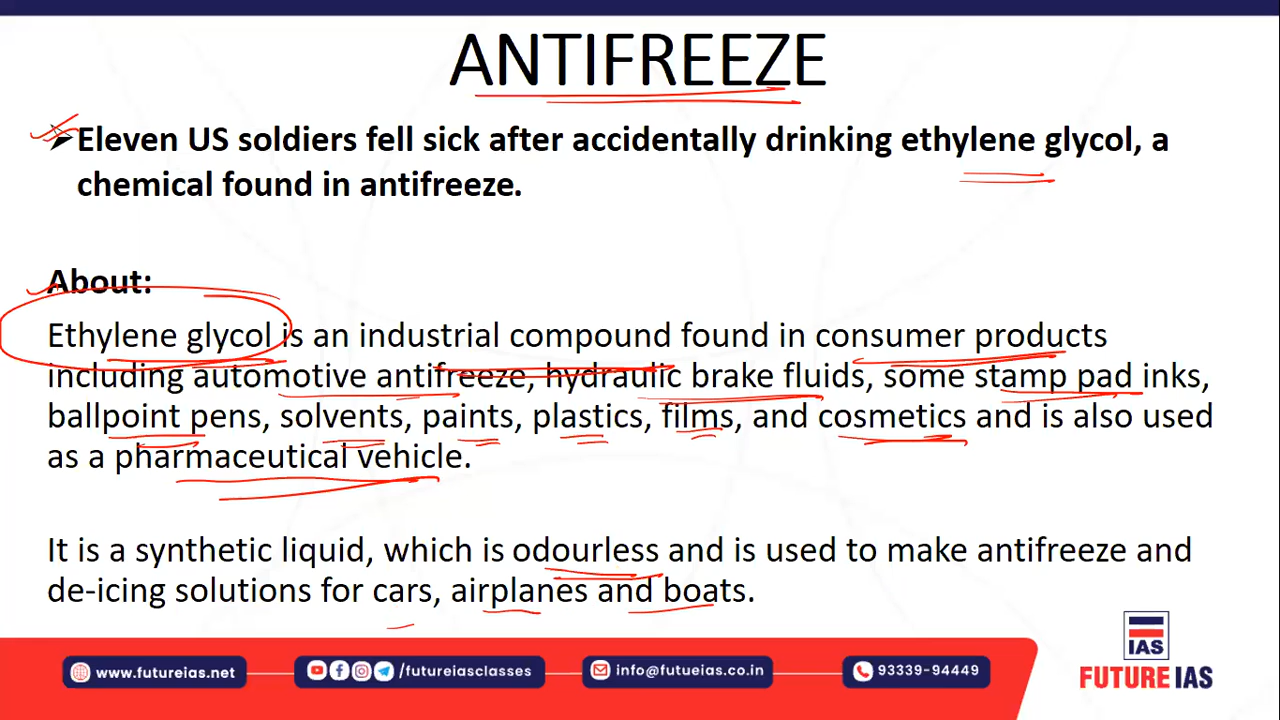 ANTIFREEZE
Eleven US soldiers fell sick after accidentally drinking ethylene glycol, a
chemical found in antifreeze.
About:
Ethylene glycol is an industrial compound found in consumer products
including automotive antifreeze, hydraulic brake fluids, some stamp pad inks,
ballpoint pens, solvents, paints, plastics, films, and cosmetics and is also used
as a pharmaceutical vehicle.
It is a synthetic liquid, which is odourless and is used to make antifreeze and
de-icing solutions for cars, airplanes and boats.
www.futureias.net
/futureiasclasses
info@futueias.co.in
93339-94449
IAS
FUTURE IAS